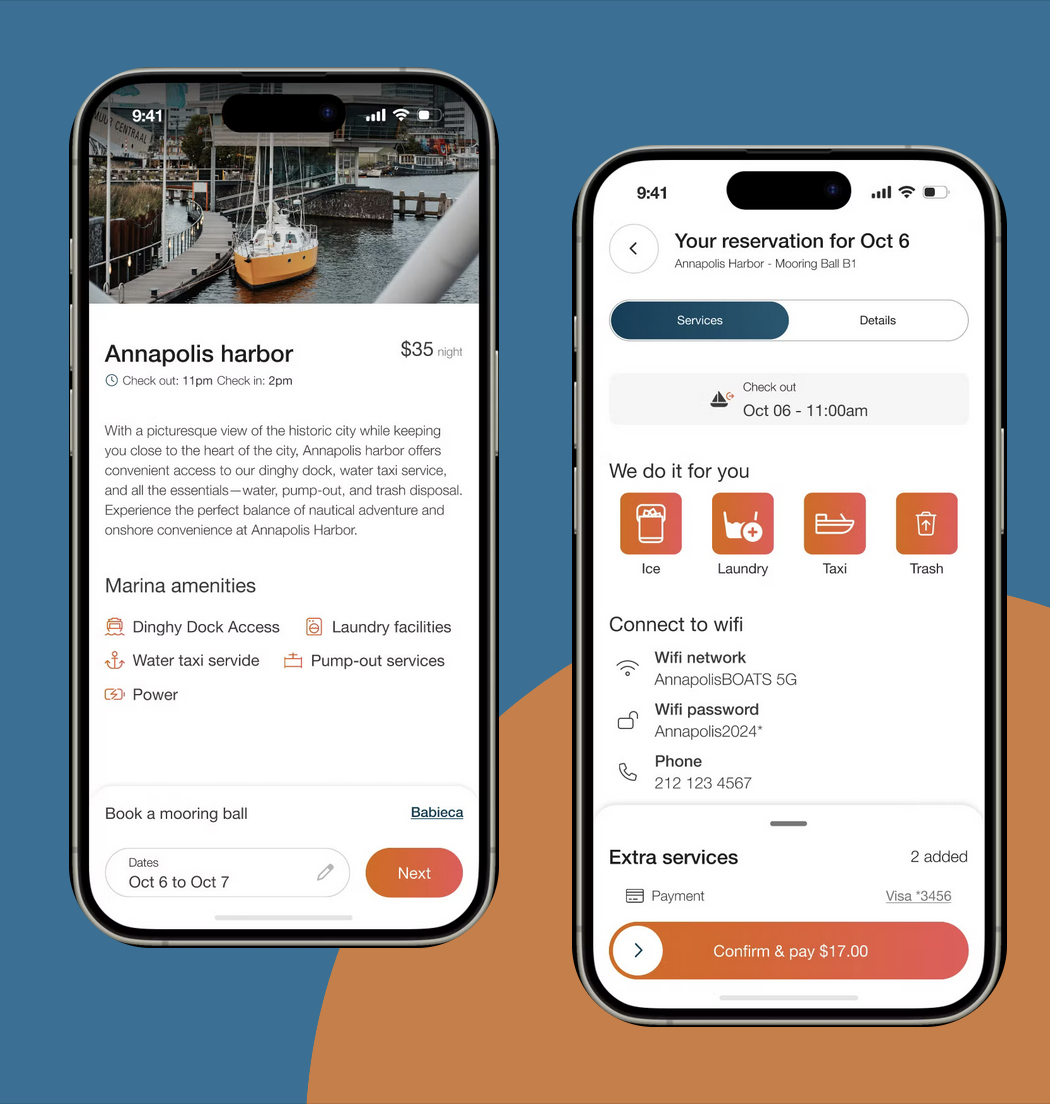 9:41
MUUT CENTRAAL
Annapolis harbor
$35 night
Check out: 11pm Check in: 2pm
With a picturesque view of the historic city while keeping
you close to the heart of the city, Annapolis harbor offers
convenient access to our dinghy dock, water taxi service,
and all the essentials—water, pump-out, and trash disposal.
Experience the perfect balance of nautical adventure and
onshore convenience at Annapolis Harbor.
Marina amenities
Dinghy Dock Access
Laundry facilities
Water taxi servide
Pump-out services
Power
Book a mooring ball
Babieca
Dates
Oct 6 to Oct 7
Next
9:41
Your reservation for Oct 6
Annapolis Harbor - Mooring Ball B1
Services
Details
Check out
Oct 06 - 11:00am
We do it for you
Ice
Laundry
Taxi
Trash
Connect to wifi
Wifi network
AnnapolisBOATS 5G
Wifi password
Annapolis2024*
Phone
212 123 4567
Extra services
2 added
Payment
Visa *3456
Confirm & pay $17.00